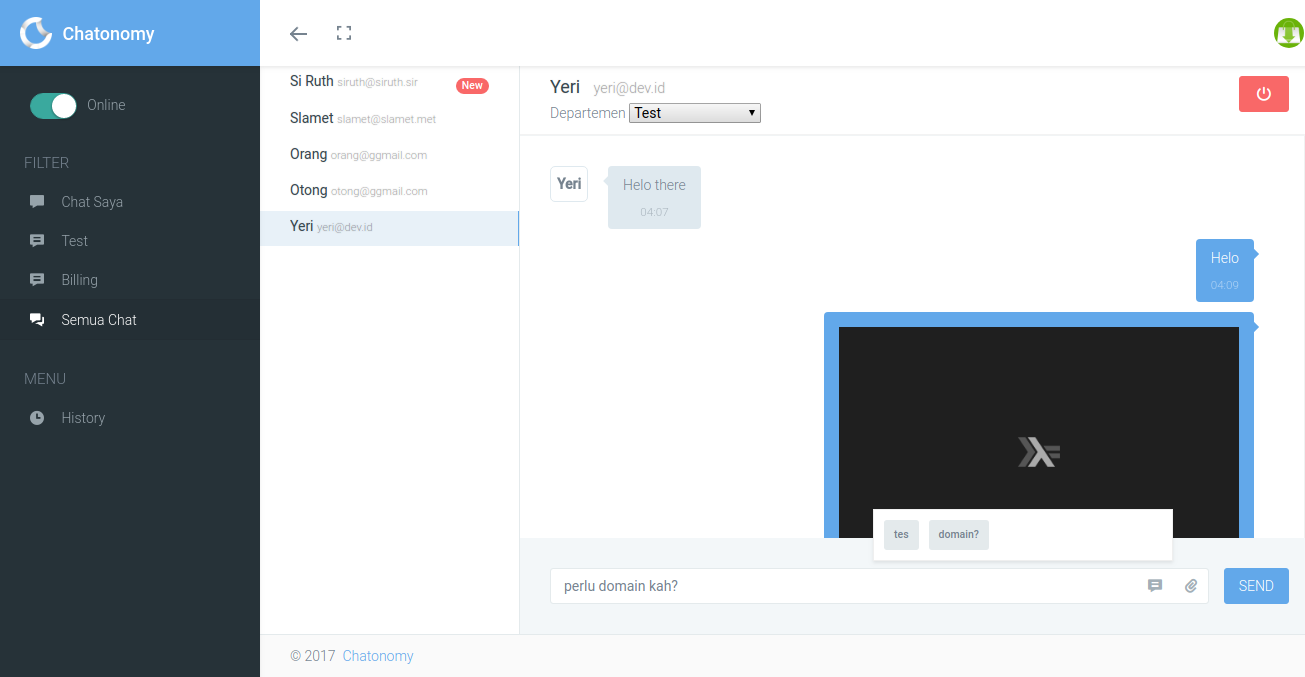 Chatonomy
Online
FILTER
Chat Saya
Test
Billing
Semua Chat
MENU
History
Si Ruth siruth@siruth.sir New
Slamet slamet@slamet.met
Orang orang@ggmail.com
Otong otong@ggmail.com
Yeri yeri@dev.id
Yeri yeri@dev.id
Departemen Test
Yeri
Helo there
04:07
Helo
04:09
tes domain?
perlu domain kah?
SEND
© 2017 Chatonomy